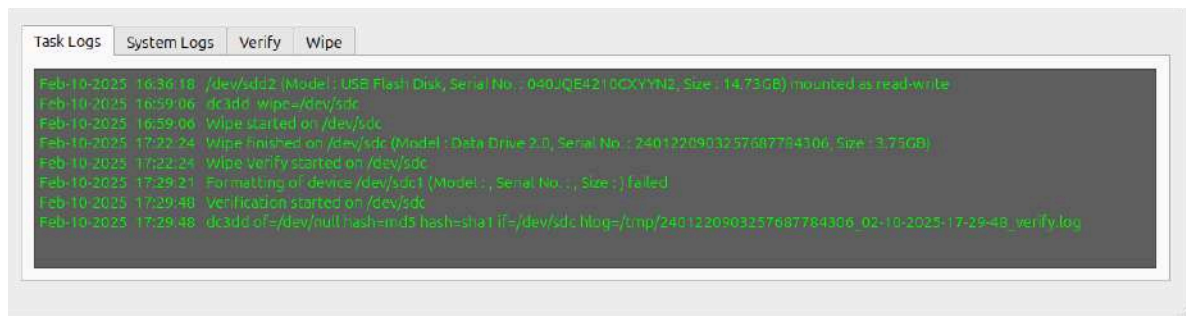 Task Logs System Logs Verify Wipe
Feb-10-2025 16:36:18 /dev/sdd2 (Model : USB Flash Disk, Serial No. : 040JQE4210CXYYN2, Size : 14.73GB) mounted as read-write
Feb-10-2025 16:59:06 dc3dd wipe=/dev/sdc
Feb-10-2025 16:59:06 Wipe started on /dev/sdc
Feb-10-2025 17:22:24 Wipe finished on /dev/sdc (Model : Data Drive 2.0, Serial No. : 2401220903257687784306, Size : 3.75GB)
Feb-10-2025 17:22:24 Wipe Verify started on /dev/sdc
Feb-10-2025 17:29:21 Formatting of device /dev/sdc1 (Model : , Serial No. : , Size : ) failed
Feb-10-2025 17:29:48 Verification started on /dev/sdc
Feb-10-2025 17:29:48 dc3dd of=/dev/null hash=md5 hash=sha1 if=/dev/sdc hlog=/tmp/2401220903257687784306_02-10-2025-17-29-48_verify.log